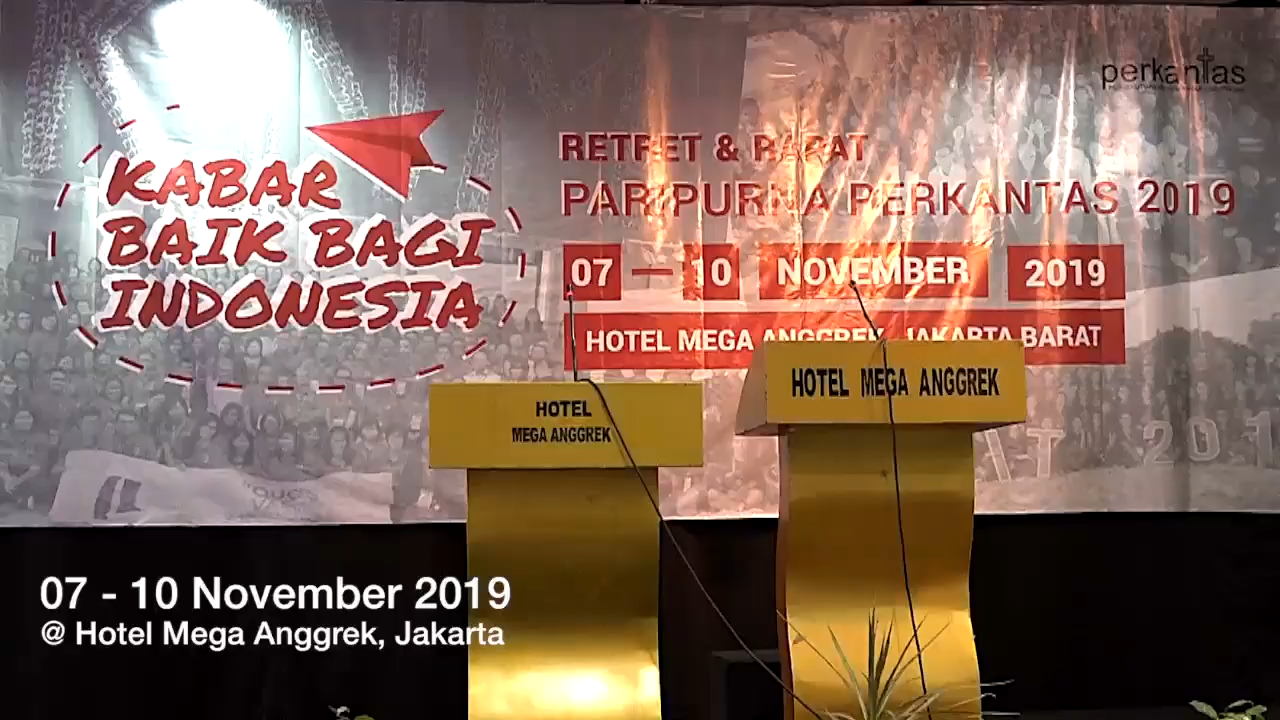 perkantas
KABAR
BAIK BAGI
INDONESIA
RETRET & RAPAT
PARIPURNA PERKANTAS 2019
07 — 10 NOVEMBER 2019
HOTEL MEGA ANGGREK, JAKARTA BARAT
HOTEL
MEGA ANGGREK
HOTEL MEGA ANGGREK
07 - 10 November 2019
@ Hotel Mega Anggrek, Jakarta